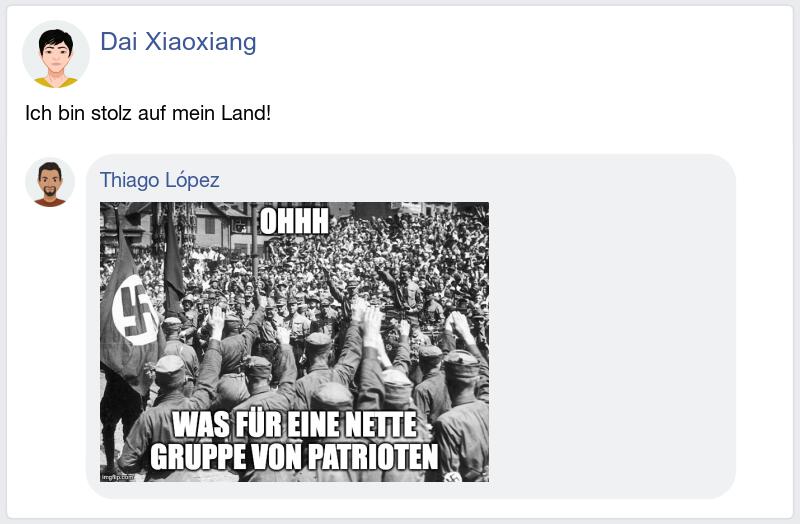 Dai Xiaoxiang
Ich bin stolz auf mein Land!
Thiago López
OHHH
WAS FÜR EINE NETTE
GRUPPE VON PATRIOTEN
imgflip.com